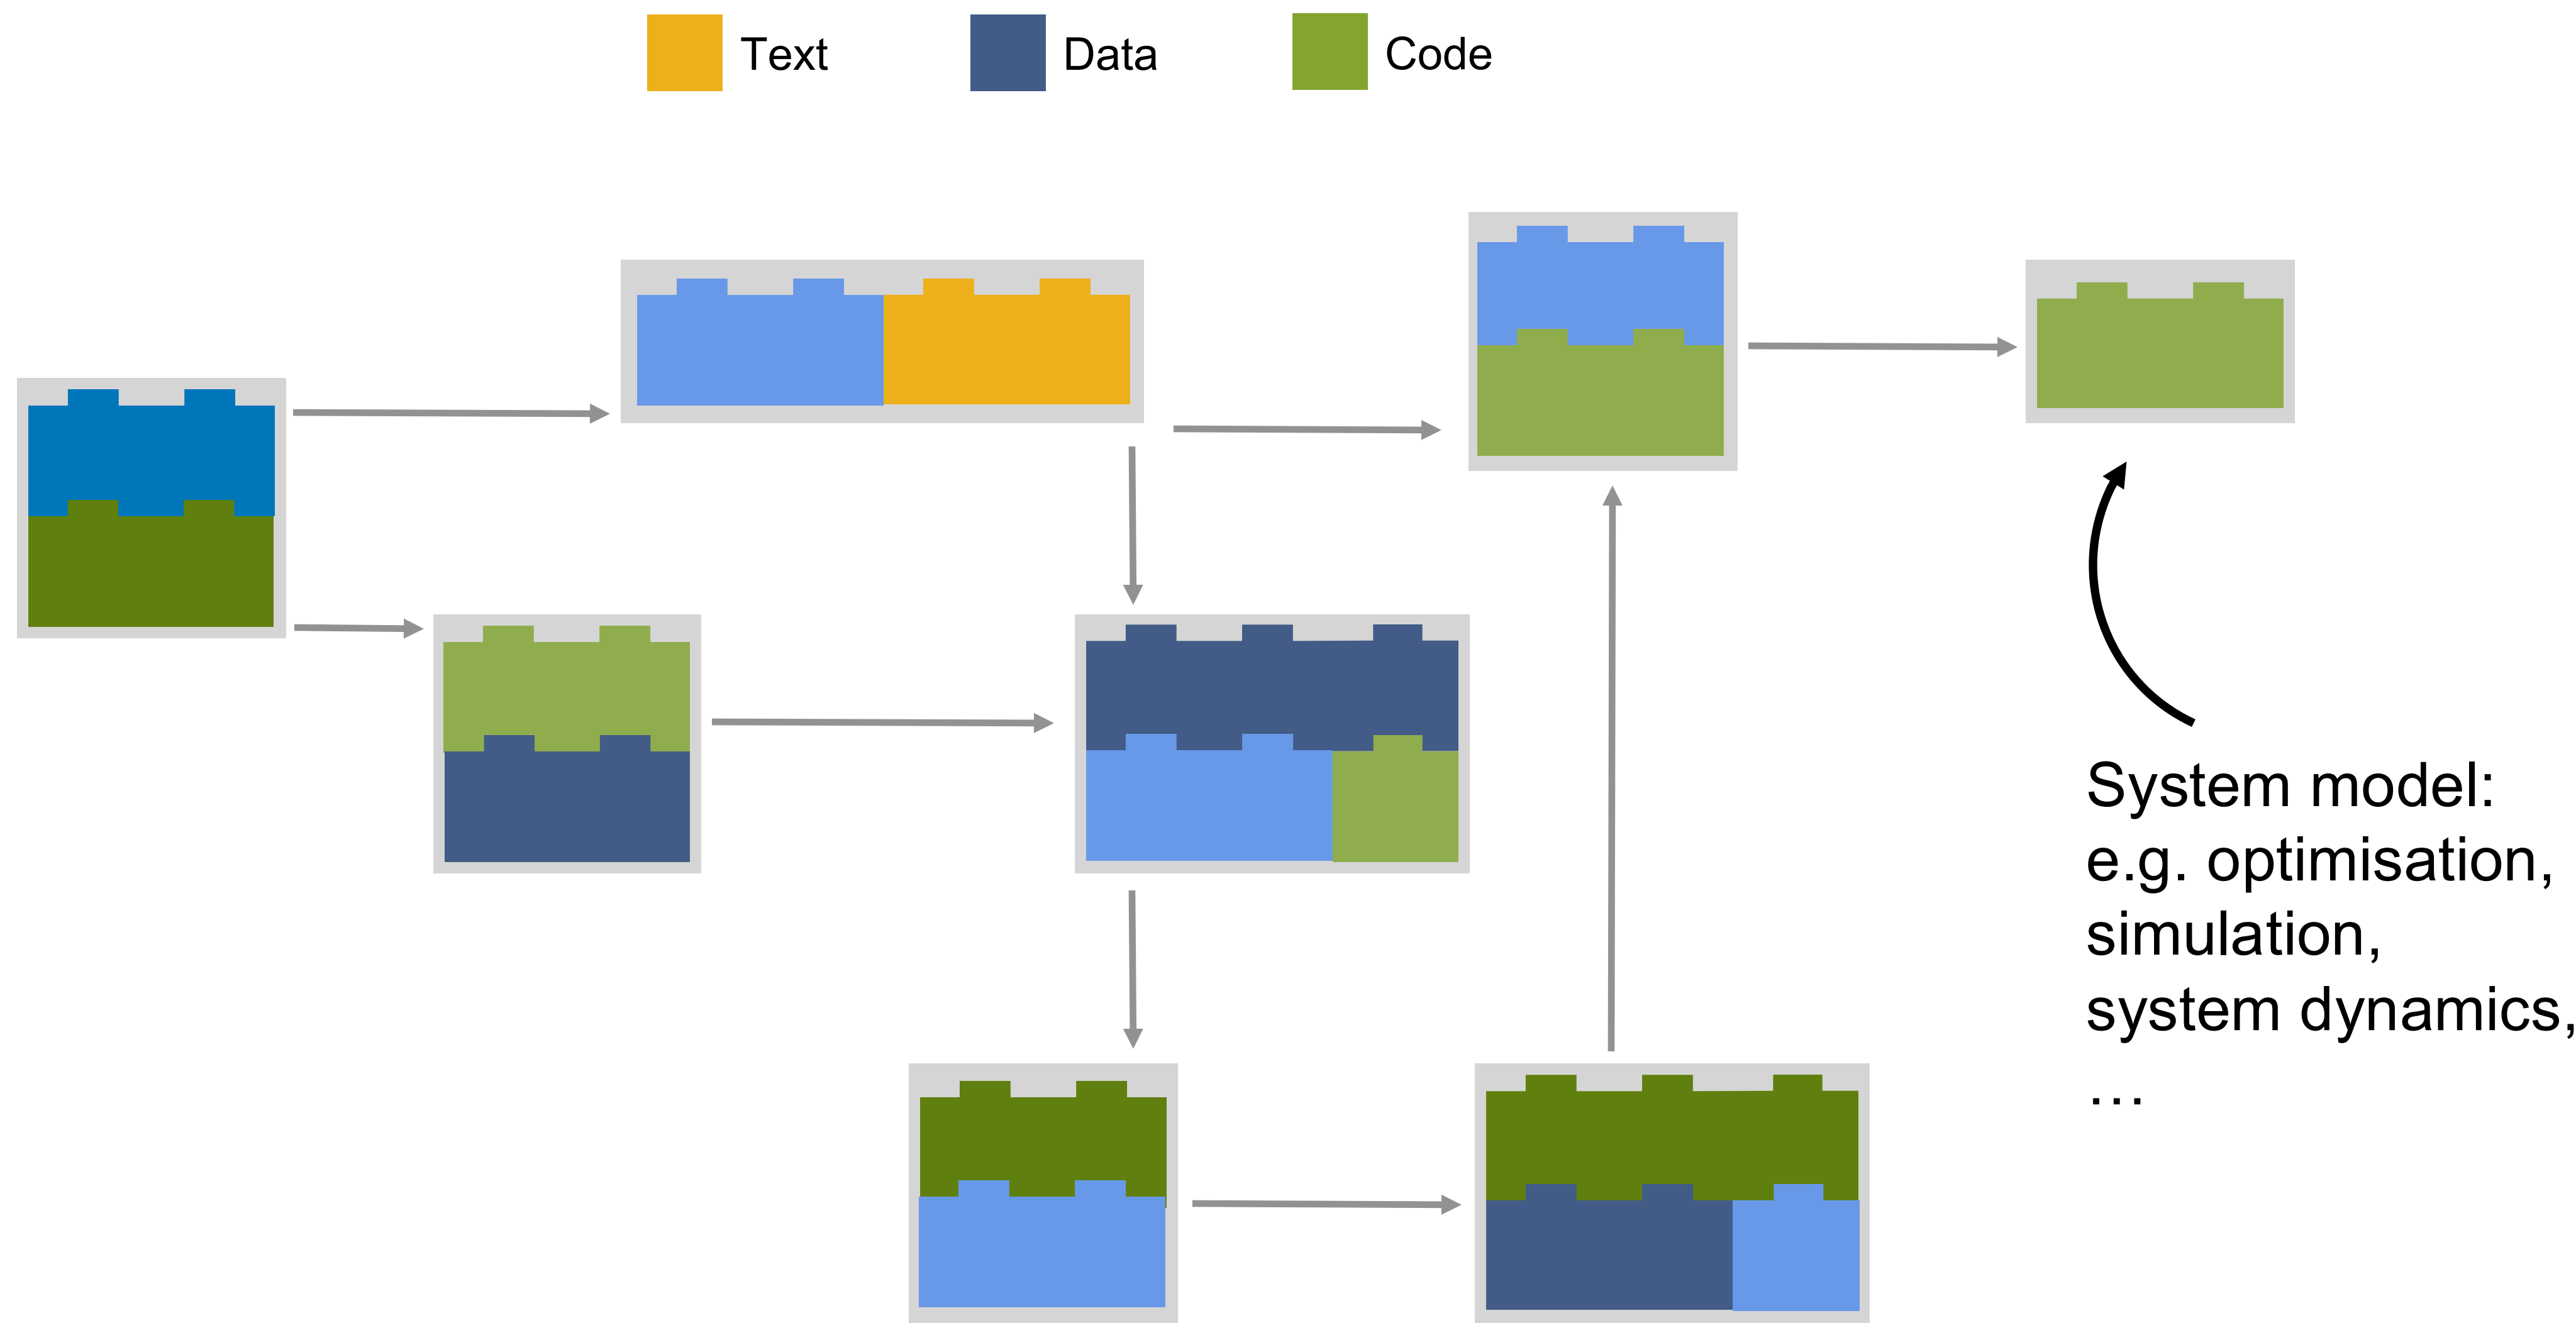 Text
Data
Code
System model:
e.g. optimisation,
simulation,
system dynamics,
…